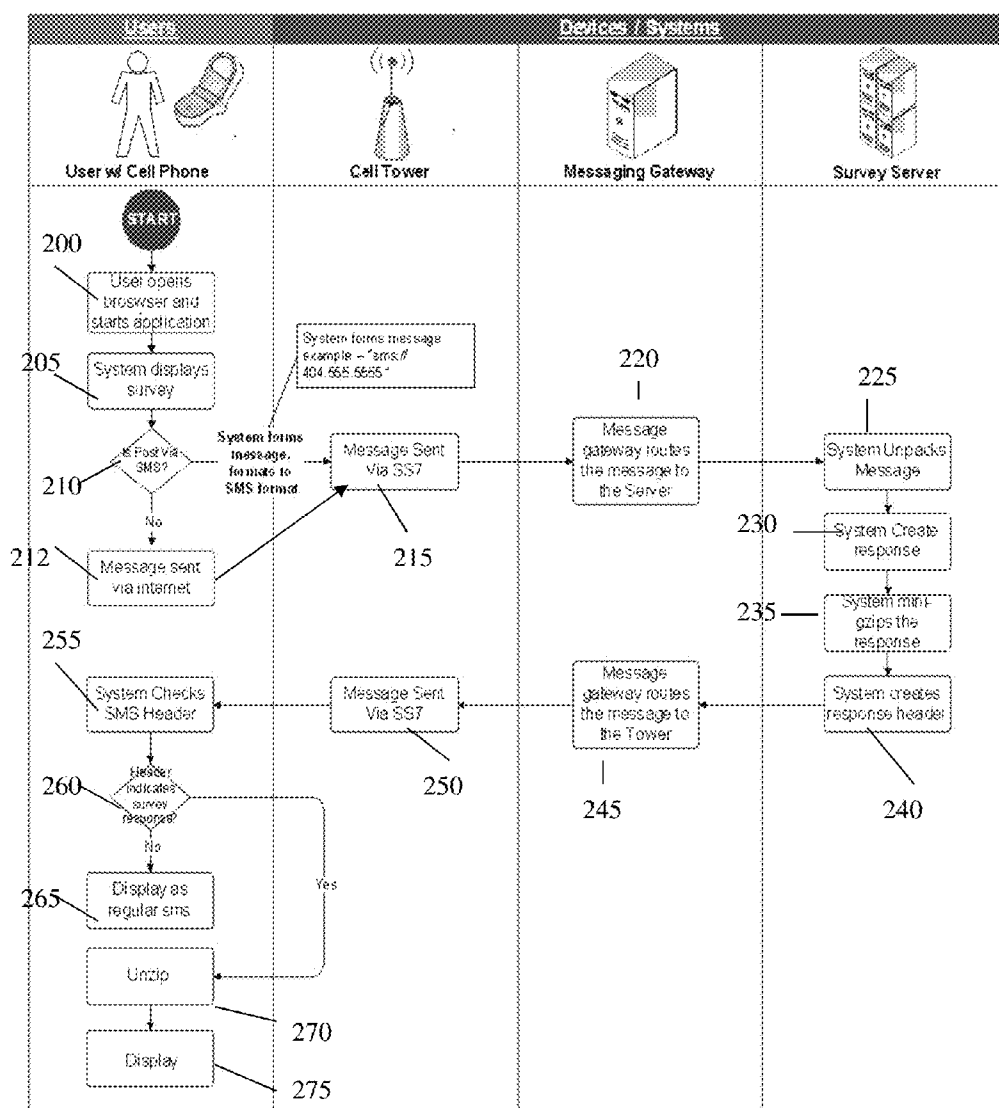 Users
Devices / Systems
User w/ Cell Phone
Cell Tower
Messaging Gateway
Survey Server
START
200
User opens
broswser and
starts application
205
System displays
survey
210
Is Post Via
SMS?
System forms
message,
formats to
SMS format
System forms message
example – "sms://
404.555.5555"
No
212
Message sent
via internet
Message Sent
Via SS7
215
220
Message
gateway routes
the message to
the Server
225
System Unpacks
Message
230
System Create
response
235
System mini-
gzips the
response
System creates
response header
240
Message
gateway routes
the message to
the Tower
245
Message Sent
Via SS7
250
255
System Checks
SMS Header
260
Header
indicates
survey
response?
No
Yes
265
Display as
regular sms
Unzip
270
Display
275